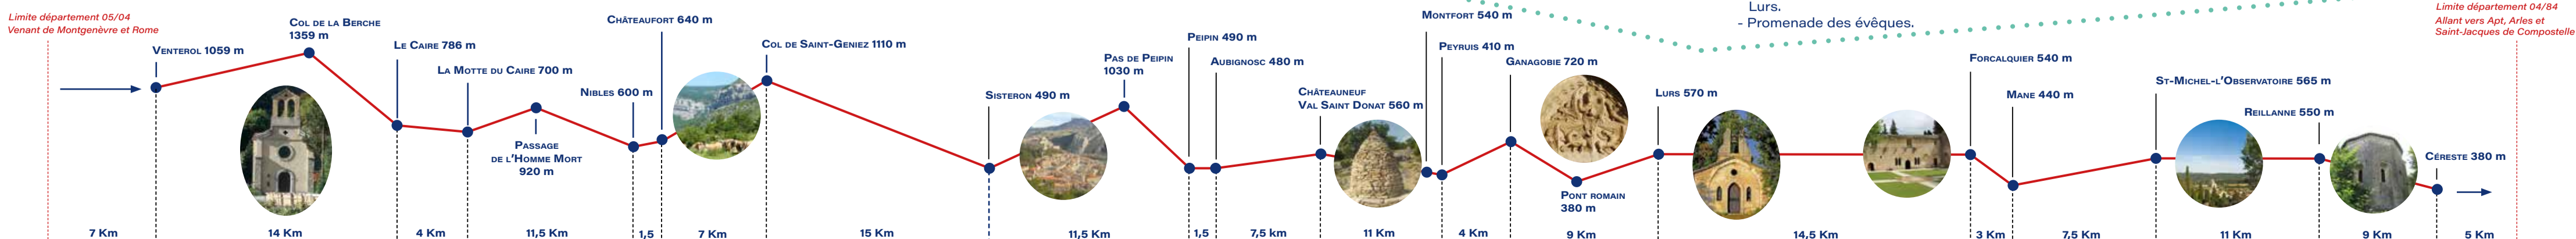 Limite département 05/04
Venant de Montgenèvre et Rome
Venterol 1059 m
Col de la Berche
1359 m
Le Caire 786 m
La Motte du Caire 700 m
Passage
de l'Homme Mort
920 m
Nibles 600 m
Châteaufort 640 m
Col de Saint-Geniez 1110 m
Sisteron 490 m
Pas de Peipin
1030 m
Peipin 490 m
Aubignosc 480 m
Châteauneuf
Val Saint Donat 560 m
Montfort 540 m
Peyruis 410 m
Ganagobie 720 m
Pont romain
380 m
Lurs.
- Promenade des évêques.
Lurs 570 m
Forcalquier 540 m
Mane 440 m
St-Michel-l'Observatoire 565 m
Reillanne 550 m
Céreste 380 m
Limite département 04/84
Allant vers Apt, Arles et
Saint-Jacques de Compostelle
7 Km
14 Km
4 Km
11,5 Km
1,5
7 Km
15 Km
11,5 Km
1,5
7,5 km
11 Km
4 Km
9 Km
14,5 Km
3 Km
7,5 Km
11 Km
9 Km
5 Km